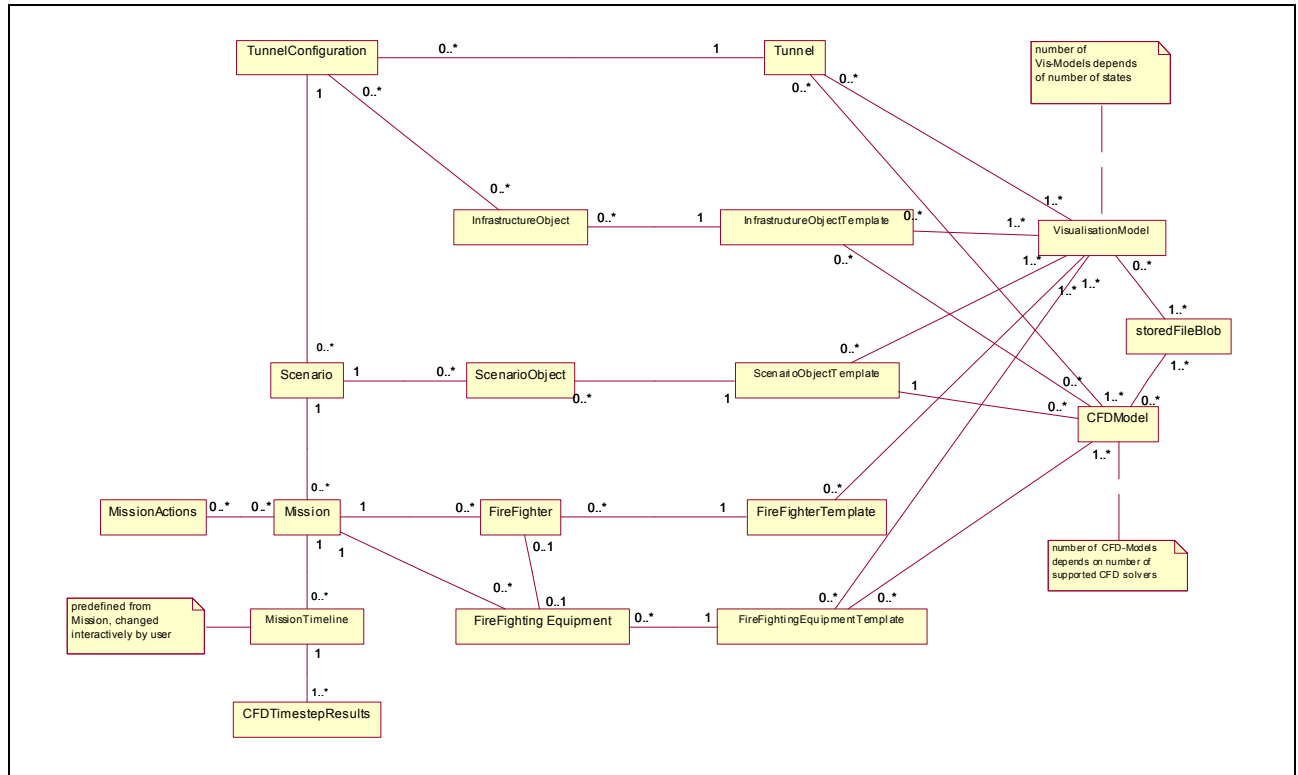 TunnelConfiguration
0..*
1
Tunnel
number of
Vis-Models depends
of number of states
1
0..*
0..*
0..*
0..*
1..*
InfrastructureObject
0..*
1
InfrastructureObjectTemplate
0..*
1..*
VisualisationModel
0..*
1..*
1..*
1..*
0..*
1..*
storedFileBlob
1..*
0..*
Scenario
1
0..*
ScenarioObject
0..*
1
ScenarioObjectTemplate
0..*
1
0..*
0..*
1..*
0..*
CFDModel
1..*
1
0..*
MissionActions
0..*
0..*
Mission
1
0..*
FireFighter
0..*
1
FireFighterTemplate
0..*
1
1
0..1
number of CFD-Models
depends on number of
supported CFD solvers
predefined from
Mission, changed
interactively by user
0..*
MissionTimeline
0..*
0..1
FireFighting Equipment
0..*
1
FireFightingEquipmentTemplate
0..*
0..*
1
1..*
CFDTimestepResults